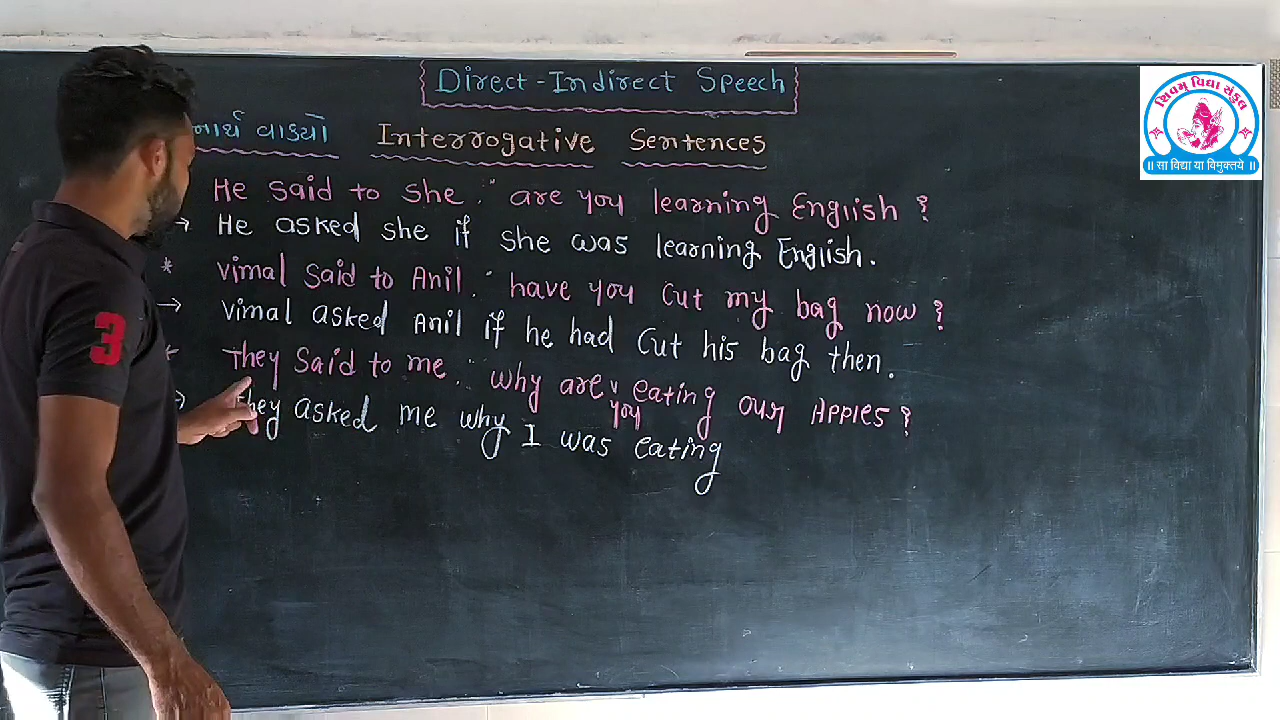 Direct-Indirect Speech
વાક્યો Interrogative Sentences
He said to she : "are you learning English ?
→ He asked she if she was learning English.
* Vimal said to Anil : "have you cut my bag now ?
→ Vimal asked Anil if he had cut his bag then.
* They said to me : "why are you eating our Apples ?
→ They asked me why I was eating
3
શિવમ્ વિદ્યા સંકુલ
॥ सा विद्या या विमुक्तये ॥